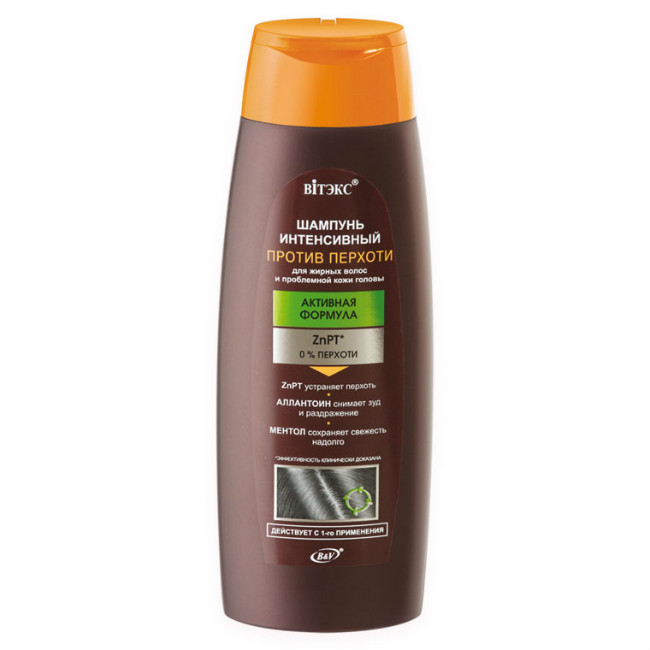 ВIТЭКС®
ШАМПУНЬ
ИНТЕНСИВНЫЙ
ПРОТИВ ПЕРХОТИ
для жирных волос
и проблемной кожи головы
АКТИВНАЯ
ФОРМУЛА
ZnPT*
0 % ПЕРХОТИ
ZnPT устраняет перхоть
•
АЛЛАНТОИН снимает зуд
и раздражение
•
МЕНТОЛ сохраняет свежесть
надолго
*ЭФФЕКТИВНОСТЬ КЛИНИЧЕСКИ ДОКАЗАНА
ДЕЙСТВУЕТ С 1-го ПРИМЕНЕНИЯ
B&V®